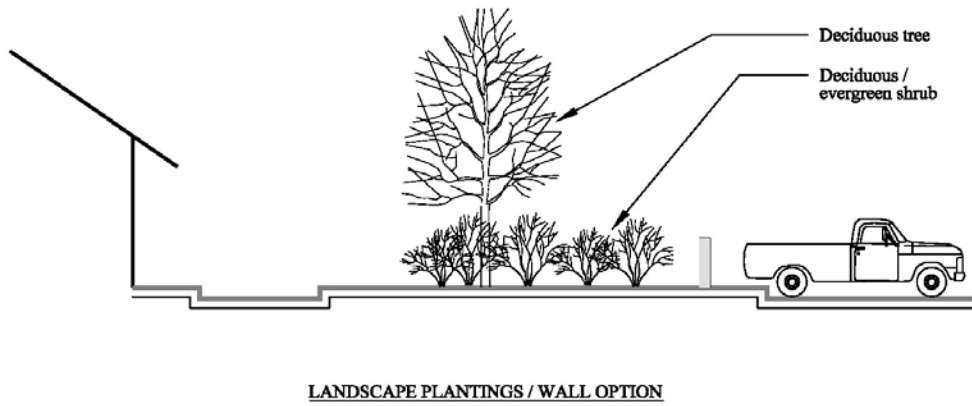 Deciduous tree
Deciduous /
evergreen shrub
LANDSCAPE PLANTINGS / WALL OPTION